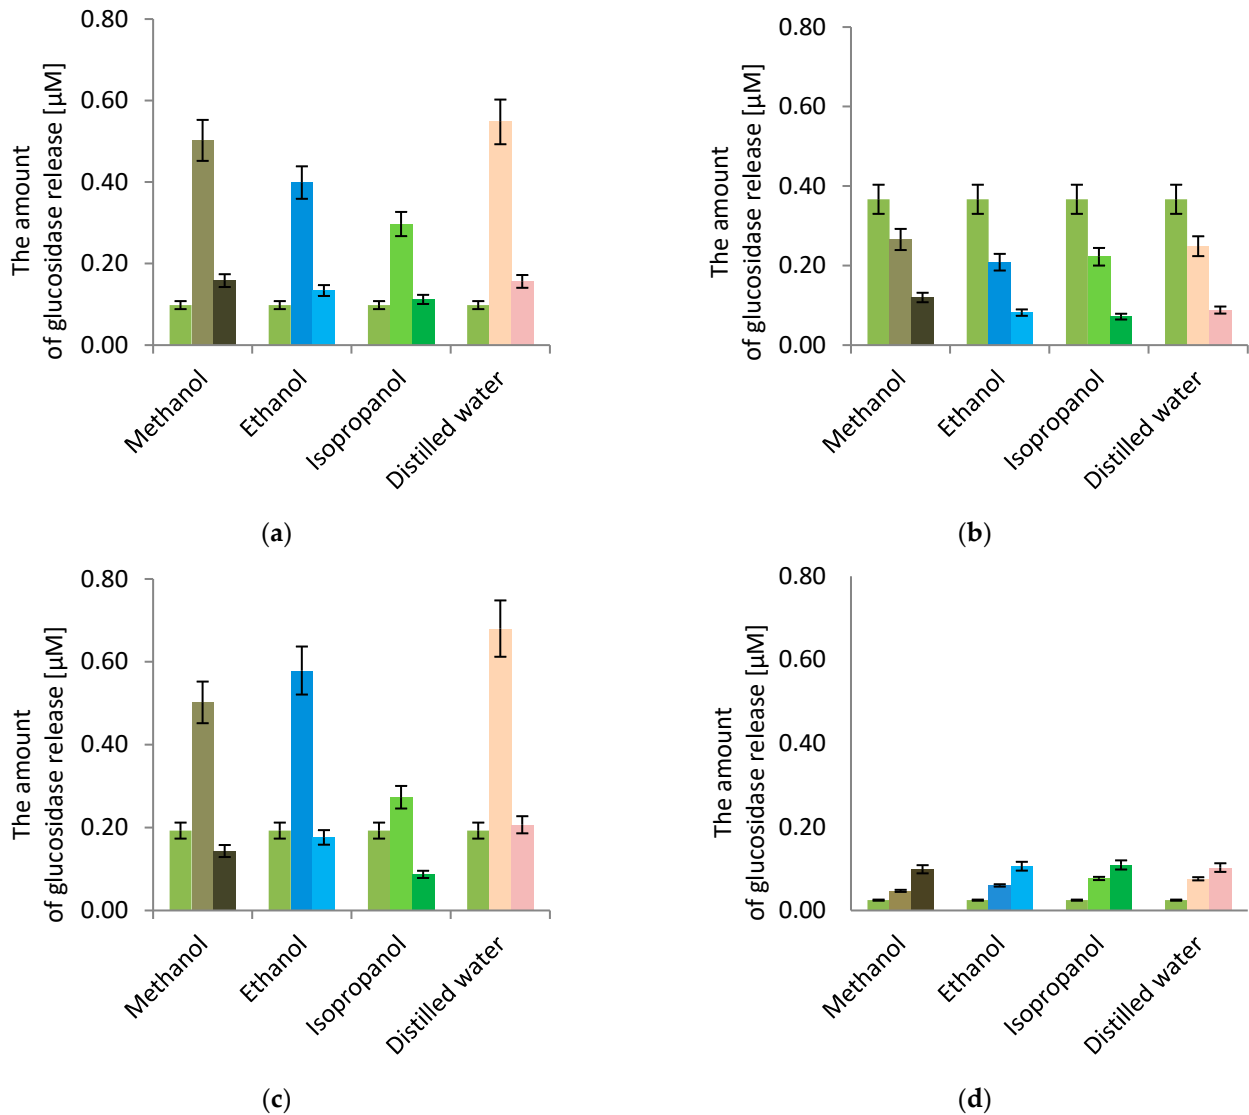 0.80
0.60
0.40
0.20
0.00
The amount
of glucosidase release [µM]
Methanol
Ethanol
Isopropanol
Distilled water
(a)
0.80
0.60
0.40
0.20
0.00
The amount
of glucosidase release [µM]
Methanol
Ethanol
Isopropanol
Distilled water
(b)
0.80
0.60
0.40
0.20
0.00
The amount
of glucosidase release [µM]
Methanol
Ethanol
Isopropanol
Distilled water
(c)
0.80
0.60
0.40
0.20
0.00
The amount
of glucosidase release [µM]
Methanol
Ethanol
Isopropanol
Distilled water
(d)